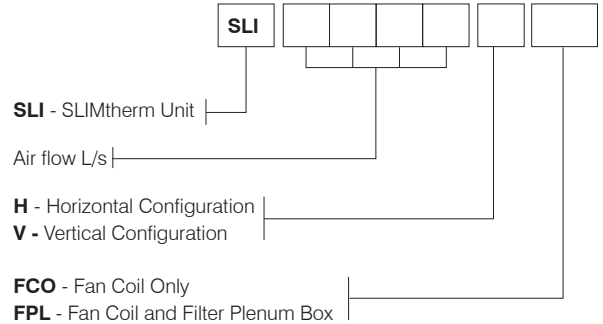 SLI
SLI - SLIMtherm Unit
Air flow L/s
H - Horizontal Configuration
V - Vertical Configuration
FCO - Fan Coil Only
FPL - Fan Coil and Filter Plenum Box